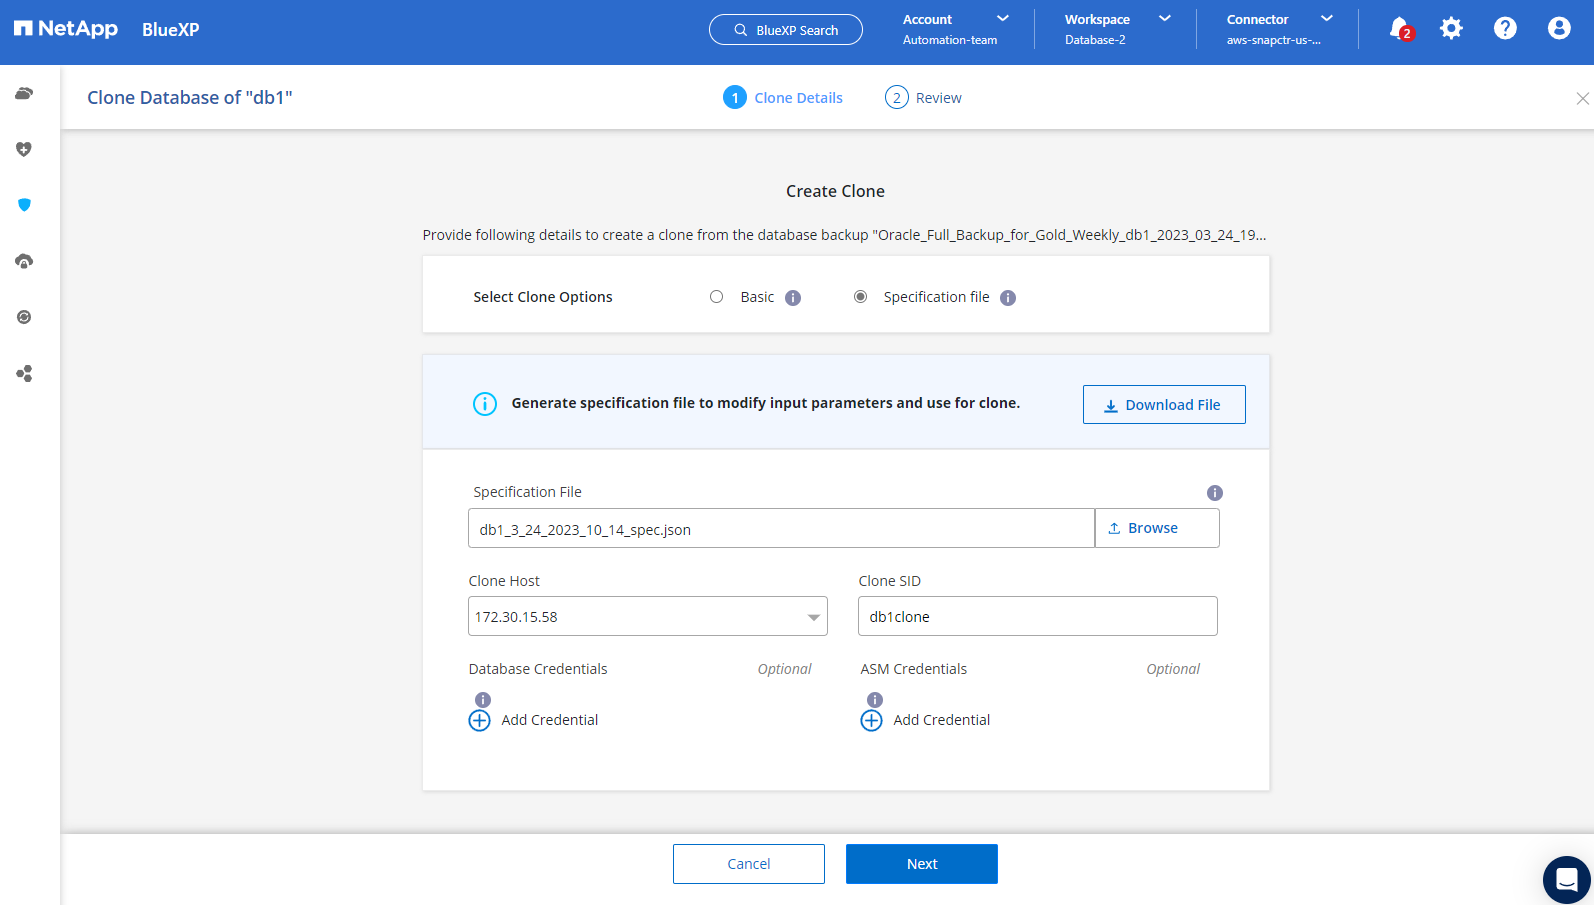 NetApp
BlueXP
BlueXP Search
Account
Automation-team
Workspace
Database-2
Connector
aws-snapctr-us-...
2
Clone Database of "db1"
1 Clone Details
2 Review
Create Clone
Provide following details to create a clone from the database backup "Oracle_Full_Backup_for_Gold_Weekly_db1_2023_03_24_19...
Select Clone Options
Basic
Specification file
Generate specification file to modify input parameters and use for clone.
Download File
Specification File
db1_3_24_2023_10_14_spec.json
Browse
Clone Host
Clone SID
172.30.15.58
db1clone
Database Credentials
Optional
ASM Credentials
Optional
Add Credential
Add Credential
Cancel
Next